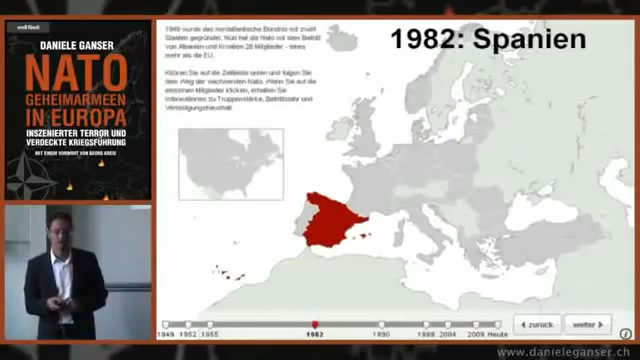 orell füssli
DANIELE GANSER
NATO
GEHEIMARMEEN
IN EUROPA
INSZENIERTER TERROR UND
VERDECKTE KRIEGSFÜHRUNG
MIT EINEM VORWORT VON GEORG KREIS
1982: Spanien
1949 wurde das nordatlantische Bündnis mit zwölf
Staaten gegründet. Nun hat die Nato mit dem Beitritt
von Albanien und Kroatien 28 Mitglieder - eines
mehr als die EU.
Klicken Sie auf die Zeitleiste unten und folgen Sie
dem Weg der wachsenden Nato. Wenn Sie auf die
einzelnen Mitglieder klicken, erhalten Sie
Informationen zu Truppenstärke, Beitrittsjahr und
Verteidigungshaushalt.
1949 1952 1955 1982 1990 1999 2004 2009 Heute
zurück
weiter
www.danieleganser.ch